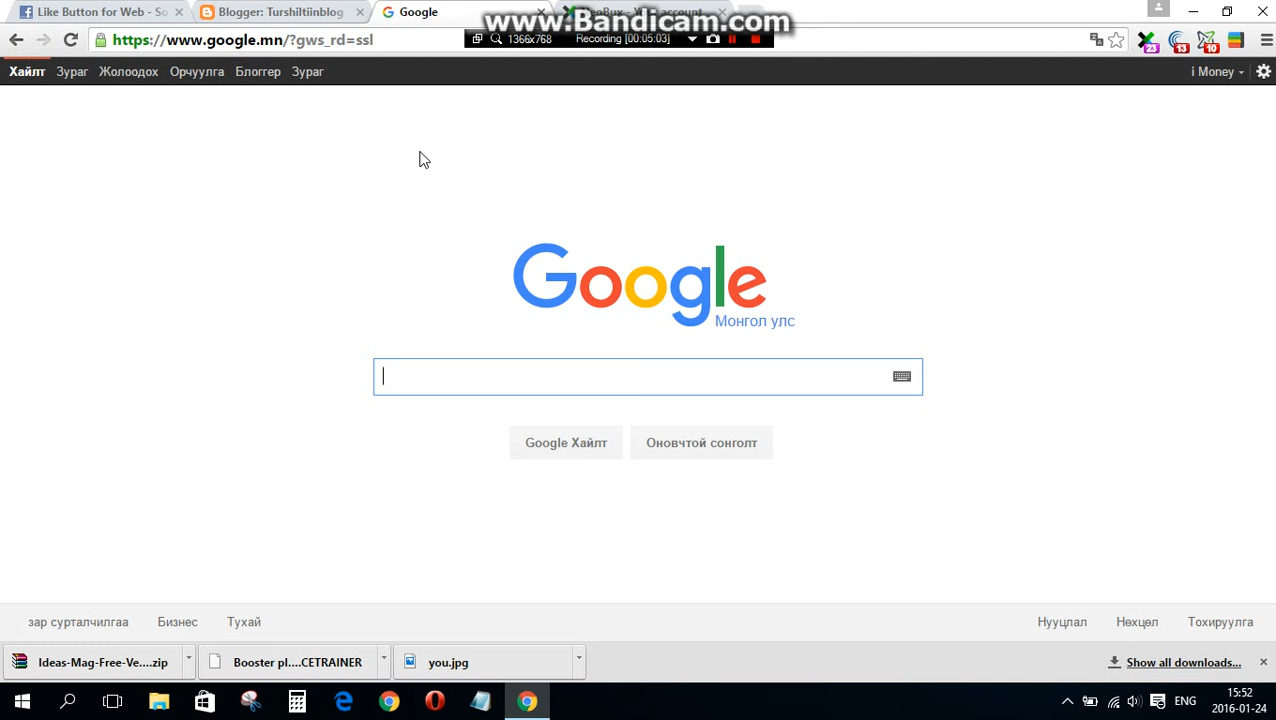 www.Bandicam.com
Like Button for Web - So
Blogger: Turshiltiinblog
Google
https://www.google.mn/?gws_rd=ssl
1366x768
Recording [00:05:03]
23
13
10
Хайлт Зураг Жолоодох Орчуулга Блоггер Зураг
i Money
Google
Монгол улс
Google Хайлт
Оновчтой сонголт
зар сурталчилгаа Бизнес Тухай
Нууцлал Нөхцөл Тохируулга
Ideas-Mag-Free-Ve....zip
Booster pl....CETRAINER
you.jpg
Show all downloads...
ENG
15:52
2016-01-24